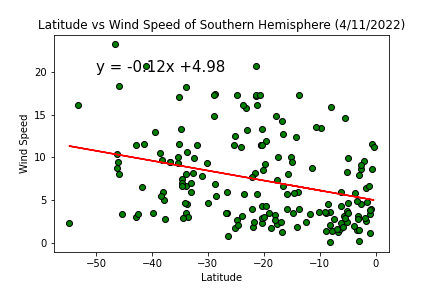 Latitude vs Wind Speed of Southern Hemisphere (4/11/2022)
y = -0.12x +4.98
20
15
10
5
0
Wind Speed
−50 −40 −30 −20 −10 0
Latitude